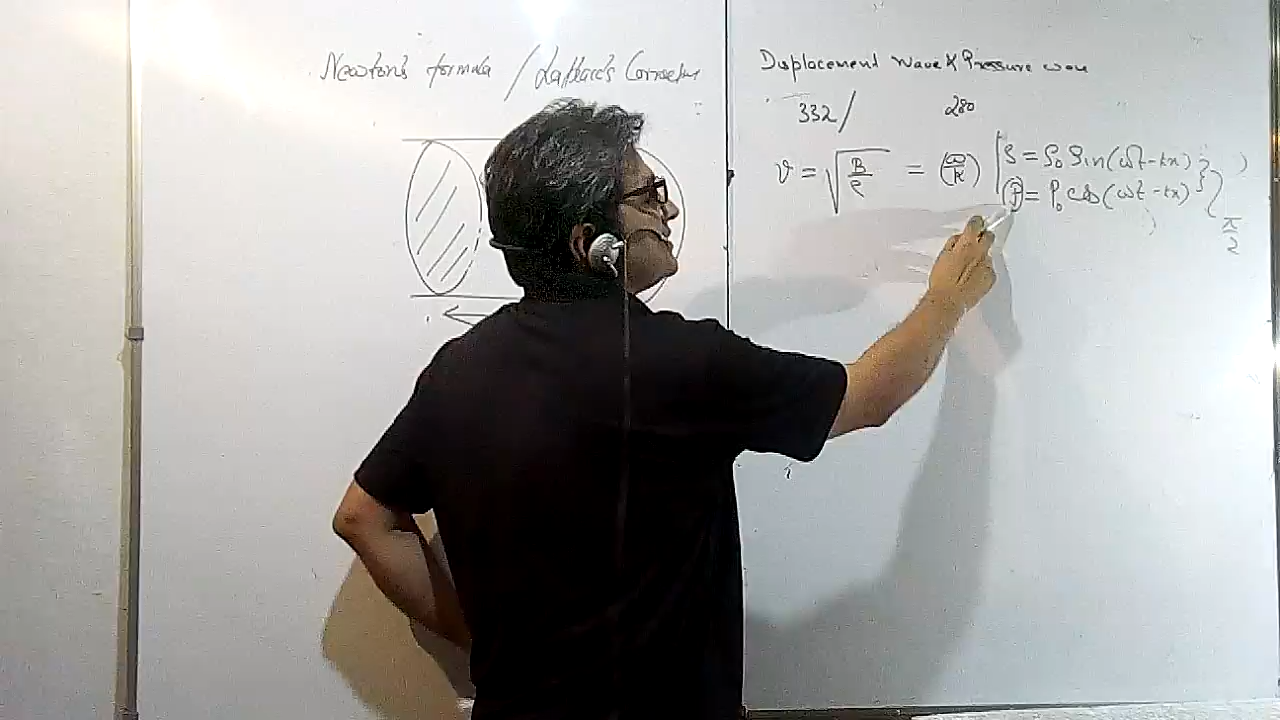 Newton's formula / Laplace's Correction
Displacement wave & Pressure wave
332 / 280
v = √(B/ρ) = (ω/k) S = S₀ Sin(ωt-kx)
P = P₀ cos(ωt-kx)
π/2